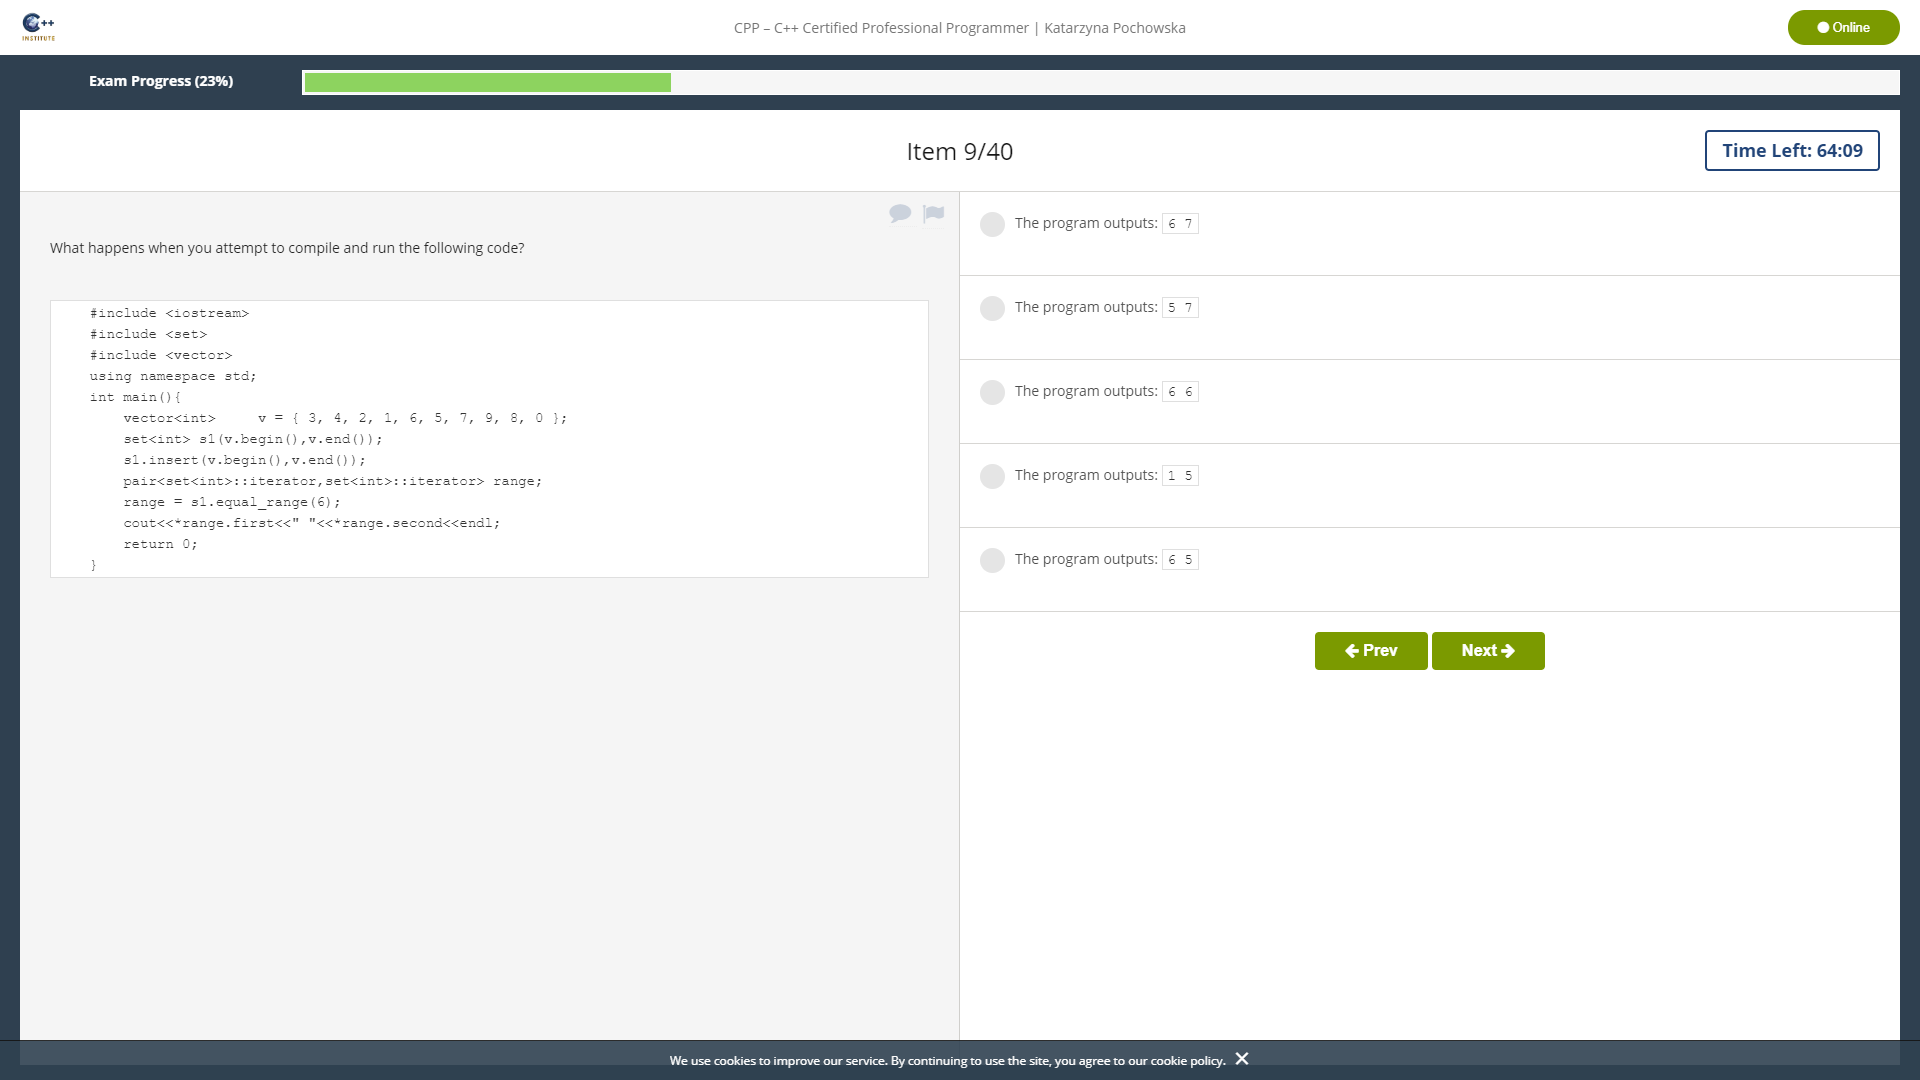 C++
INSTITUTE
CPP – C++ Certified Professional Programmer | Katarzyna Pochowska
Online
Exam Progress (23%)
Item 9/40
Time Left: 64:09
What happens when you attempt to compile and run the following code?
#include <iostream>
#include <set>
#include <vector>
using namespace std;
int main(){
    vector<int>     v = { 3, 4, 2, 1, 6, 5, 7, 9, 8, 0 };
    set<int> s1(v.begin(),v.end());
    s1.insert(v.begin(),v.end());
    pair<set<int>::iterator,set<int>::iterator> range;
    range = s1.equal_range(6);
    cout<<*range.first<<" "<<*range.second<<endl;
    return 0;
}
The program outputs: 6 7
The program outputs: 5 7
The program outputs: 6 6
The program outputs: 1 5
The program outputs: 6 5
Prev
Next
We use cookies to improve our service. By continuing to use the site, you agree to our cookie policy.